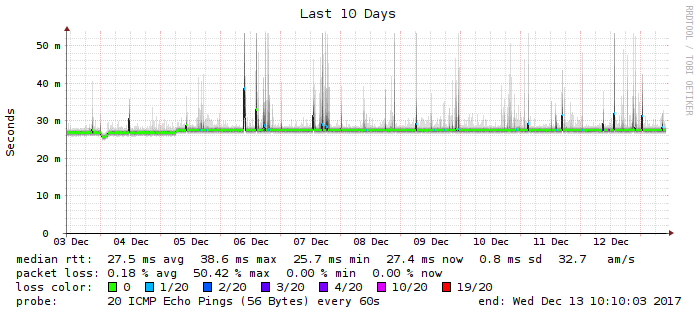 Last 10 Days
RRDTOOL / TOBI OETIKER
Seconds
50 m
40 m
30 m
20 m
10 m
0
03 Dec 04 Dec 05 Dec 06 Dec 07 Dec 08 Dec 09 Dec 10 Dec 11 Dec 12 Dec
median rtt: 27.5 ms avg 38.6 ms max 25.7 ms min 27.4 ms now 0.8 ms sd 32.7 am/s
packet loss: 0.18 % avg 50.42 % max 0.00 % min 0.00 % now
loss color: 0 1/20 2/20 3/20 4/20 10/20 19/20
probe: 20 ICMP Echo Pings (56 Bytes) every 60s end: Wed Dec 13 10:10:03 2017